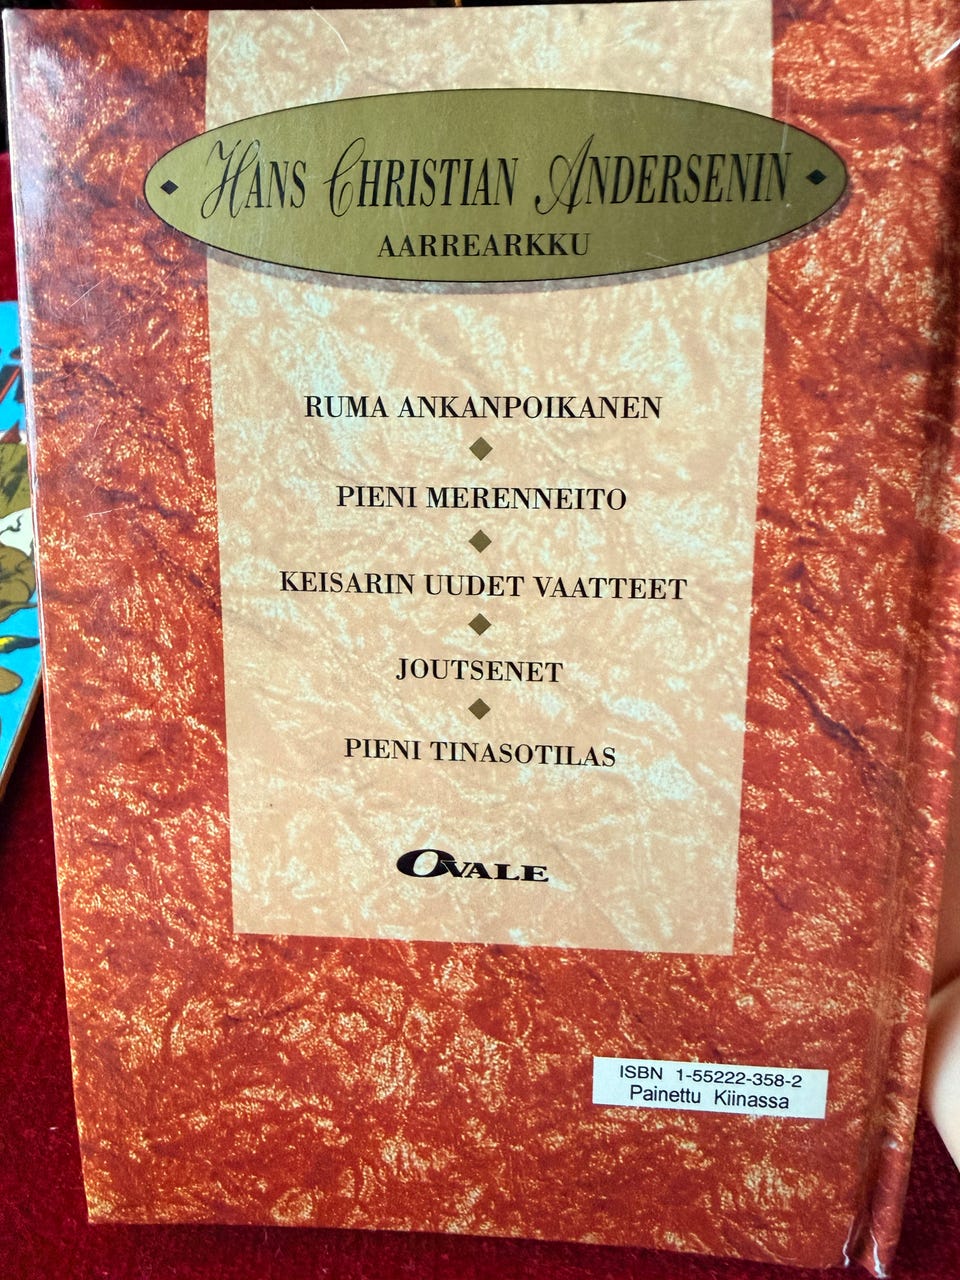 HANS CHRISTIAN ANDERSENIN
AARREARKKU
RUMA ANKANPOIKANEN
PIENI MERENNEITO
KEISARIN UUDET VAATTEET
JOUTSENET
PIENI TINASOTILAS
OVALE
ISBN 1-55222-358-2
Painettu Kiinassa